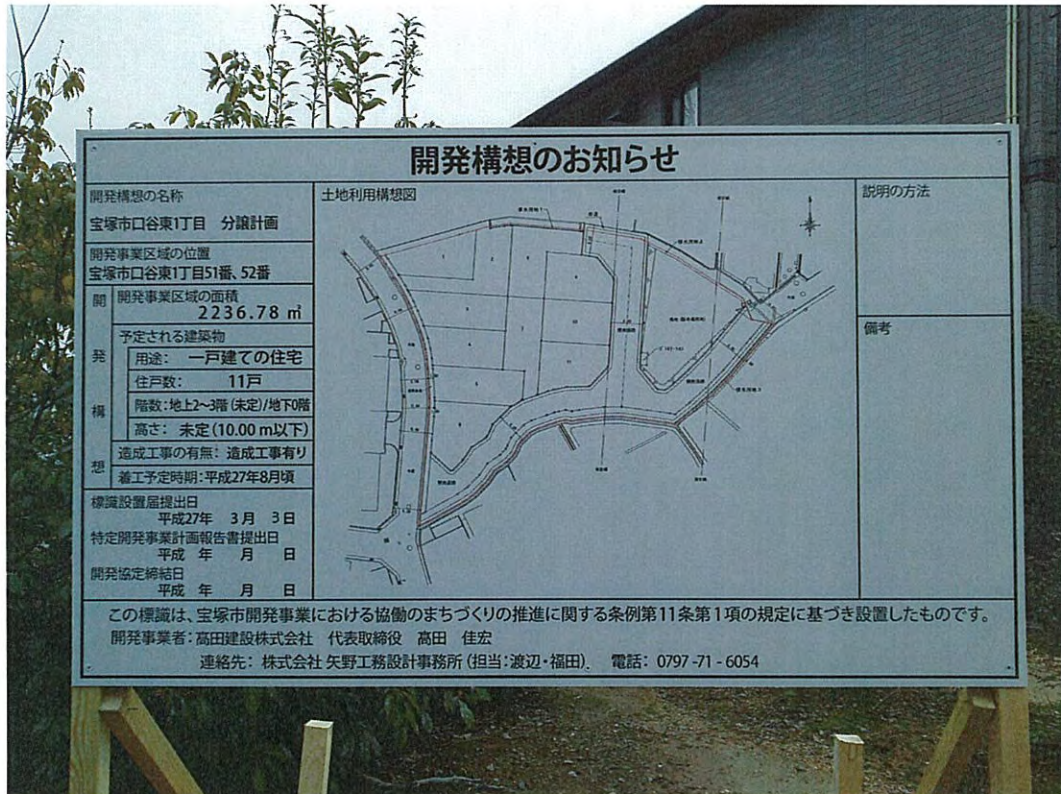 開発構想のお知らせ
開発構想の名称
宝塚市口谷東1丁目　分譲計画
開発事業区域の位置
宝塚市口谷東1丁目51番、52番
開発構想
開発事業区域の面積
2236.78 ㎡
予定される建築物
用途： 一戸建ての住宅
住戸数： 11戸
階数：地上2〜3階(未定)/地下0階
高さ： 未定(10.00 m以下)
造成工事の有無： 造成工事有り
着工予定時期：平成27年8月頃
標識設置届提出日
平成27年　3月　3日
特定開発事業計画報告書提出日
平成　年　月　日
開発協定締結日
平成　年　月　日
土地利用構想図
説明の方法
備考
この標識は、宝塚市開発事業における協働のまちづくりの推進に関する条例第11条第1項の規定に基づき設置したものです。
開発事業者：髙田建設株式会社　代表取締役　髙田　佳宏
連絡先： 株式会社 矢野工務設計事務所（担当：渡辺・福田）　電話： 0797 -71 - 6054